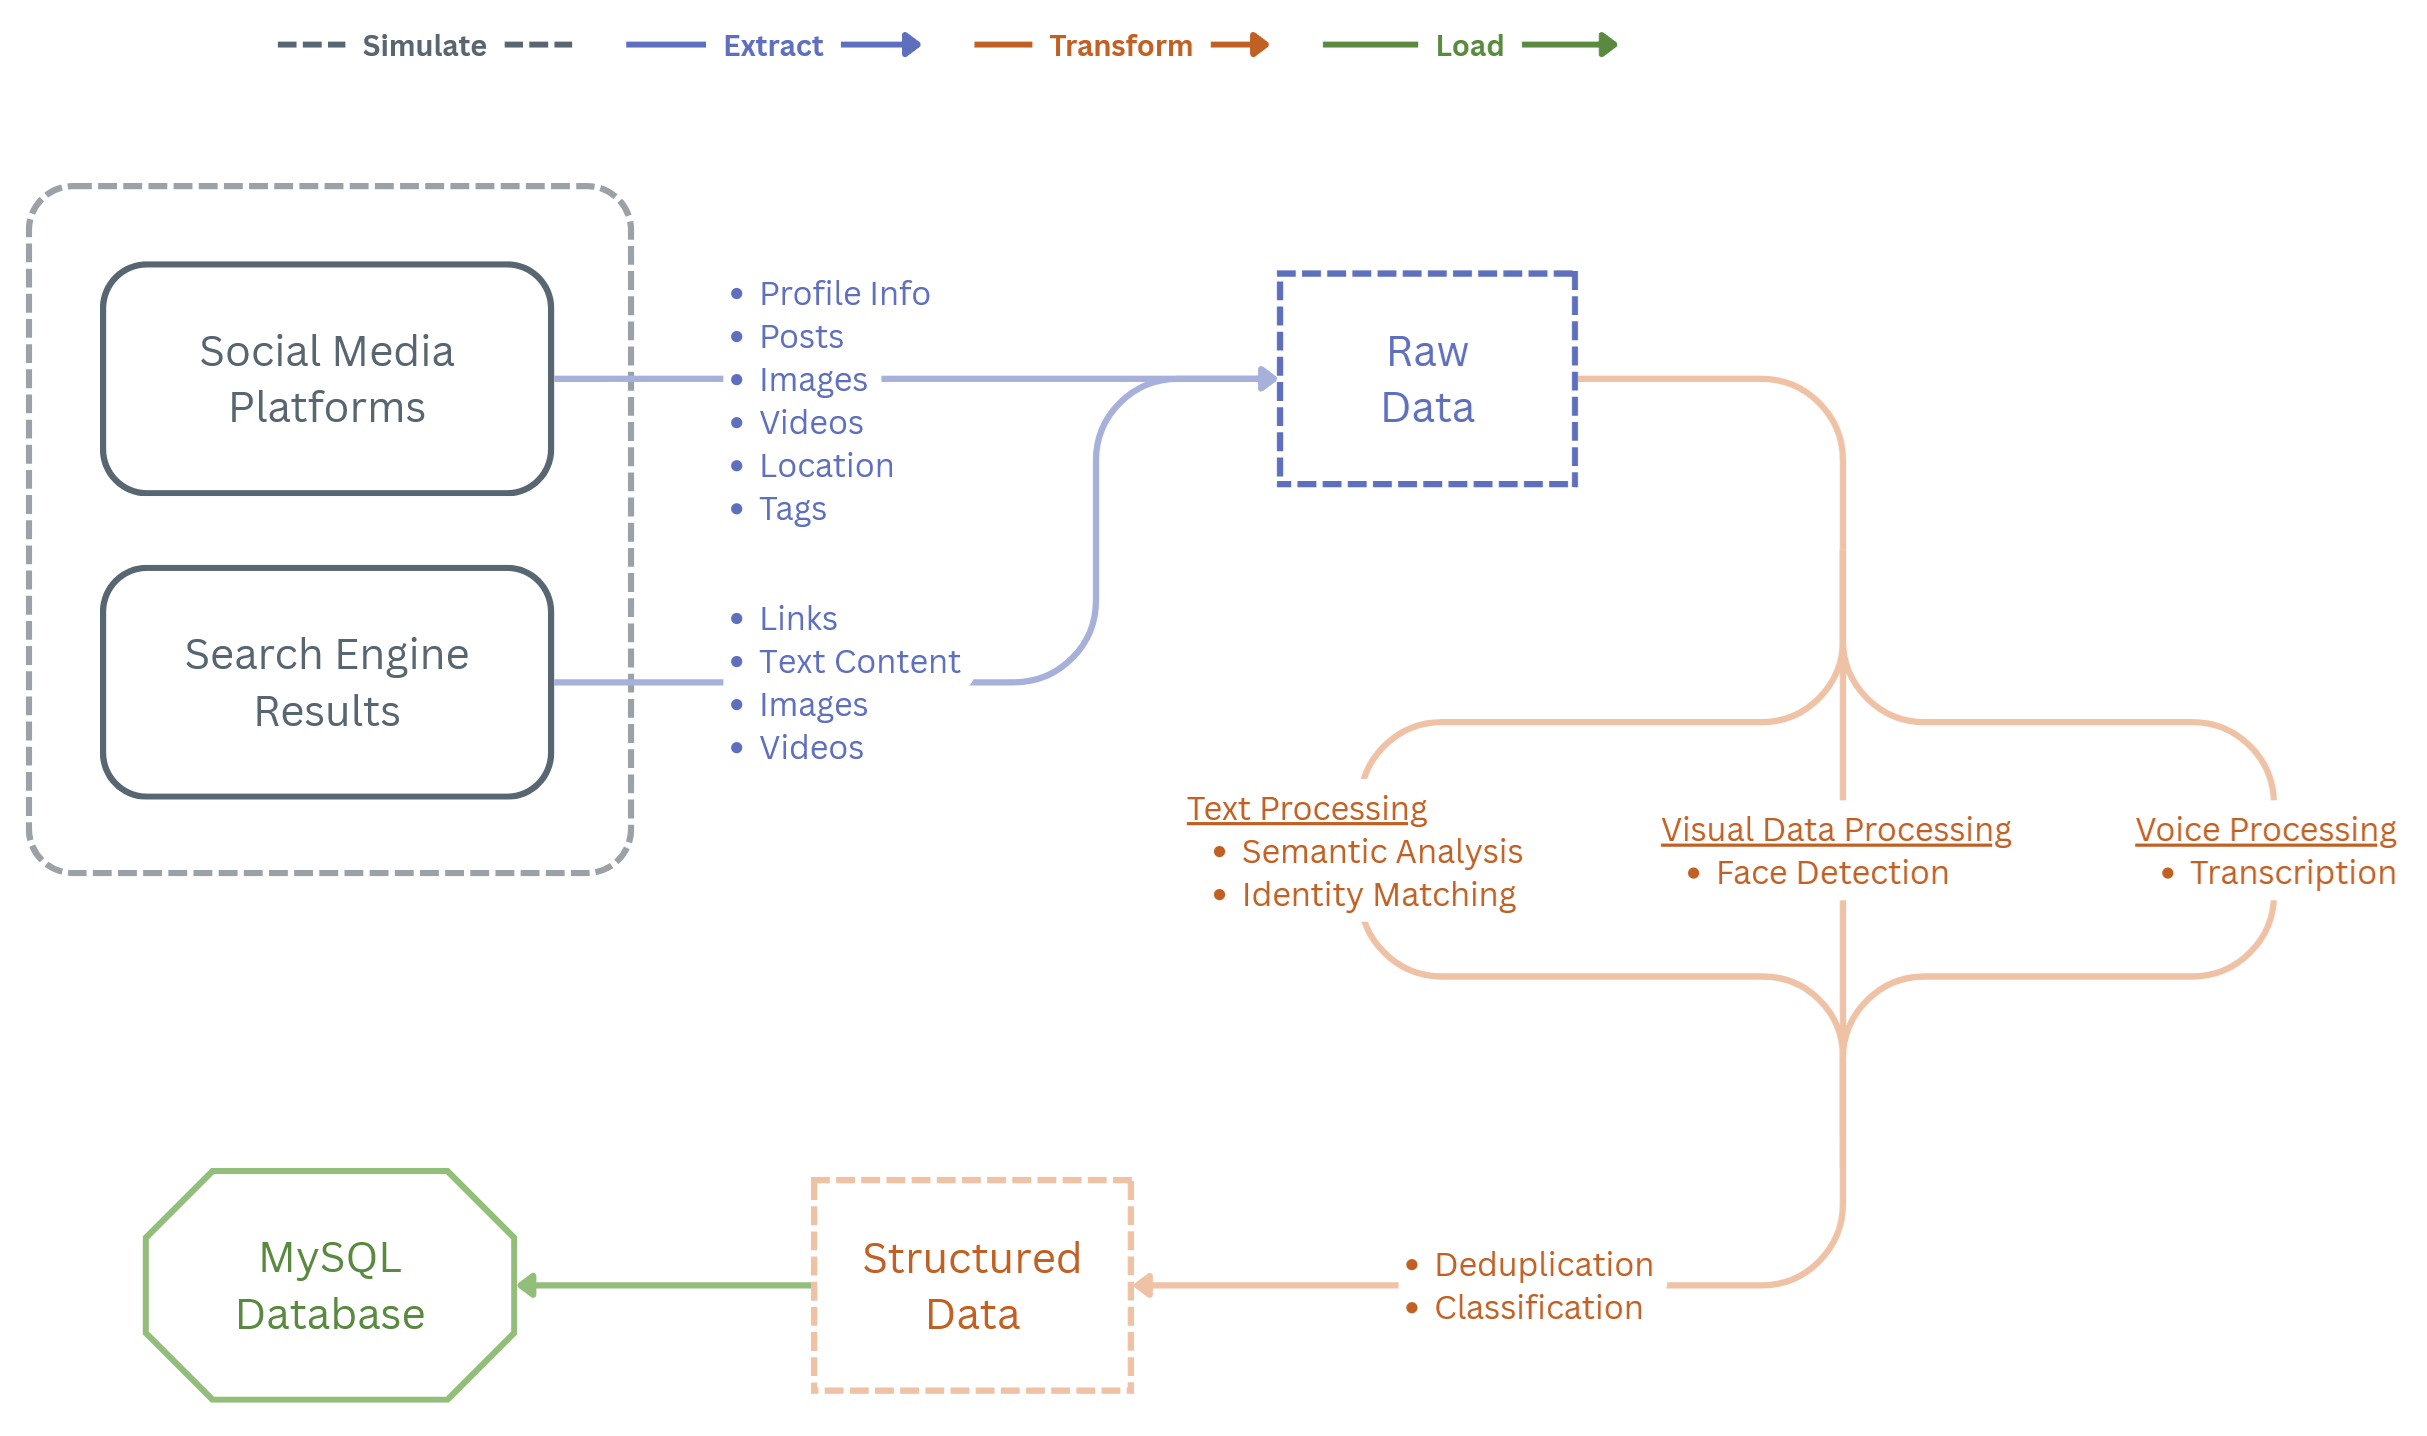 Simulate
Extract
Transform
Load
Social Media
Platforms
• Profile Info
• Posts
• Images
• Videos
• Location
• Tags
Raw
Data
Search Engine
Results
• Links
• Text Content
• Images
• Videos
Text Processing
• Semantic Analysis
• Identity Matching
Visual Data Processing
• Face Detection
Voice Processing
• Transcription
• Deduplication
• Classification
Structured
Data
MySQL
Database